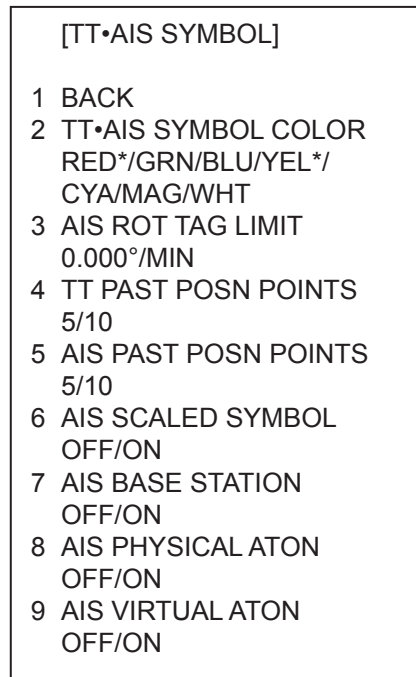 [TT•AIS SYMBOL]
1 BACK
2 TT•AIS SYMBOL COLOR
RED*/GRN/BLU/YEL*/
CYA/MAG/WHT
3 AIS ROT TAG LIMIT
0.000°/MIN
4 TT PAST POSN POINTS
5/10
5 AIS PAST POSN POINTS
5/10
6 AIS SCALED SYMBOL
OFF/ON
7 AIS BASE STATION
OFF/ON
8 AIS PHYSICAL ATON
OFF/ON
9 AIS VIRTUAL ATON
OFF/ON